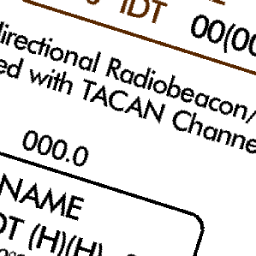 IDT 00(00
directional Radiobeacon/
ed with TACAN Channe
000.0
NAME
DT (H)(H)